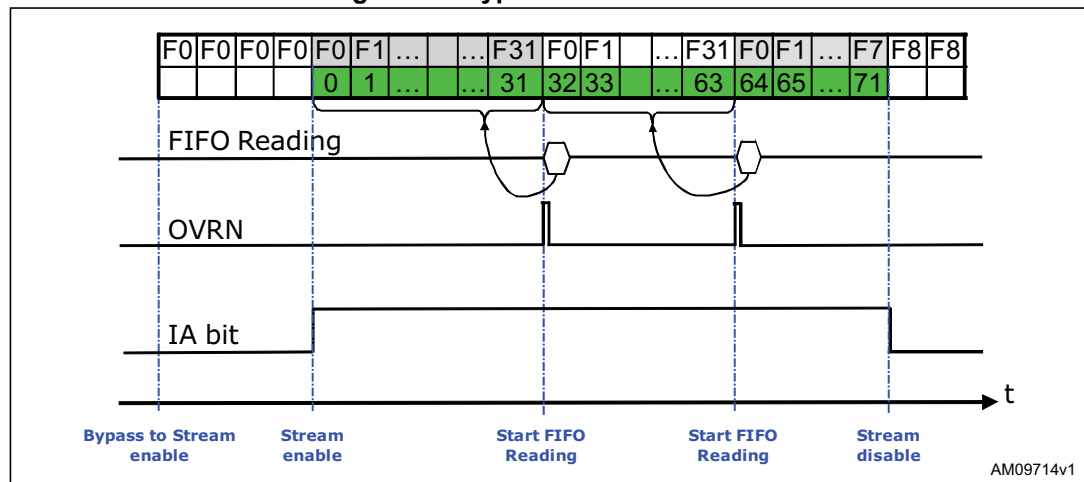 F0 F0 F0 F0 F0 F1 ... ... F31 F0 F1 ... F31 F0 F1 ... F7 F8 F8
0 1 ... ... 31 32 33 ... 63 64 65 ... 71
FIFO Reading
OVRN
IA bit
t
Bypass to Stream
enable
Stream
enable
Start FIFO
Reading
Start FIFO
Reading
Stream
disable
AM09714v1